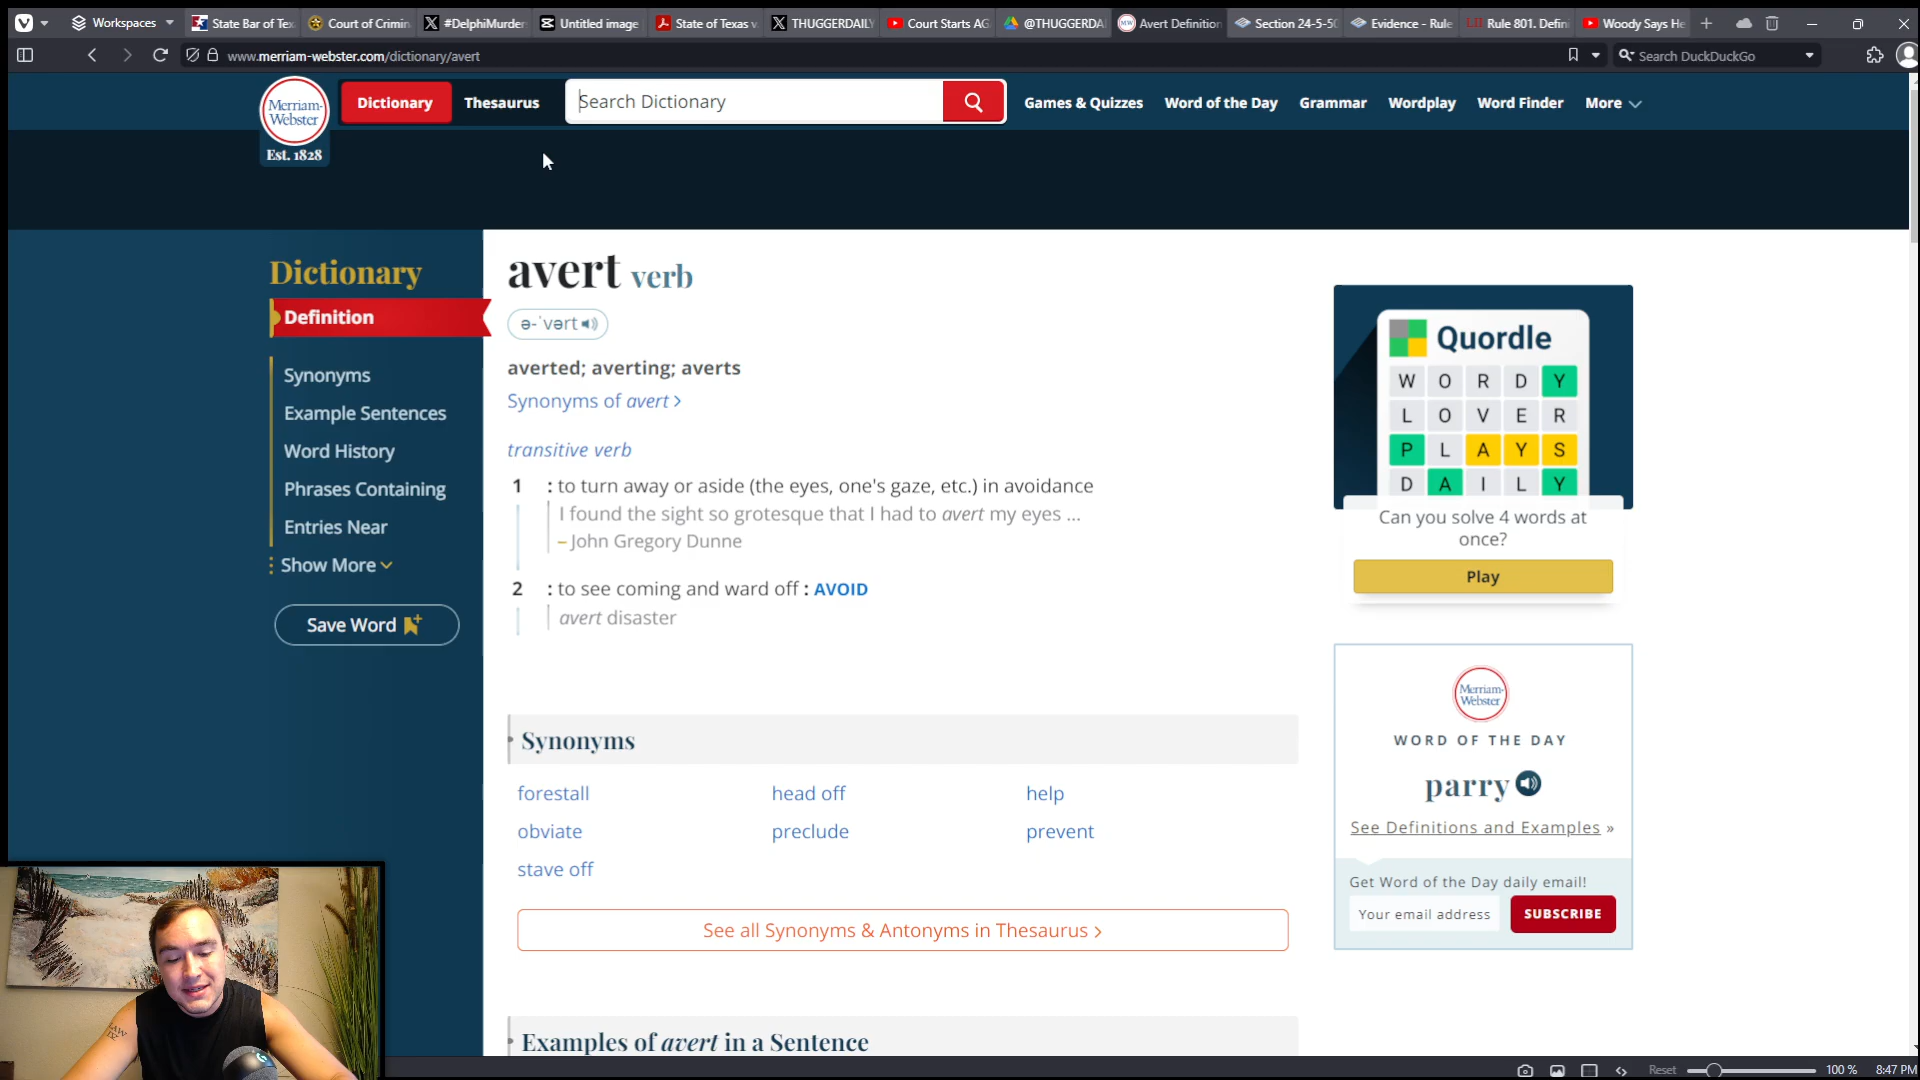 Workspaces
State Bar of Tex
Court of Crimin
#DelphiMurder
Untitled image
State of Texas v
THUGGERDAILY
Court Starts AG
@THUGGERDA
Avert Definition
Section 24-5-50
Evidence - Rule
Rule 801. Defini
Woody Says He
www.merriam-webster.com/dictionary/avert
Search DuckDuckGo
Merriam-
Webster
Est. 1828
Dictionary
Thesaurus
Search Dictionary
Games & Quizzes
Word of the Day
Grammar
Wordplay
Word Finder
More
Dictionary
Definition
Synonyms
Example Sentences
Word History
Phrases Containing
Entries Near
Show More
Save Word
avert verb
ə-ˈvərt
averted; averting; averts
Synonyms of avert >
transitive verb
1 : to turn away or aside (the eyes, one's gaze, etc.) in avoidance
I found the sight so grotesque that I had to avert my eyes ...
– John Gregory Dunne
2 : to see coming and ward off : AVOID
avert disaster
Synonyms
forestall head off help
obviate preclude prevent
stave off
See all Synonyms & Antonyms in Thesaurus >
Examples of avert in a Sentence
Quordle
W O R D Y
L O V E R
P L A Y S
D A I L Y
Can you solve 4 words at
once?
Play
Merriam-
Webster
WORD OF THE DAY
parry
See Definitions and Examples »
Get Word of the Day daily email!
Your email address
SUBSCRIBE
LAW
Reset
100 %
8:47 PM